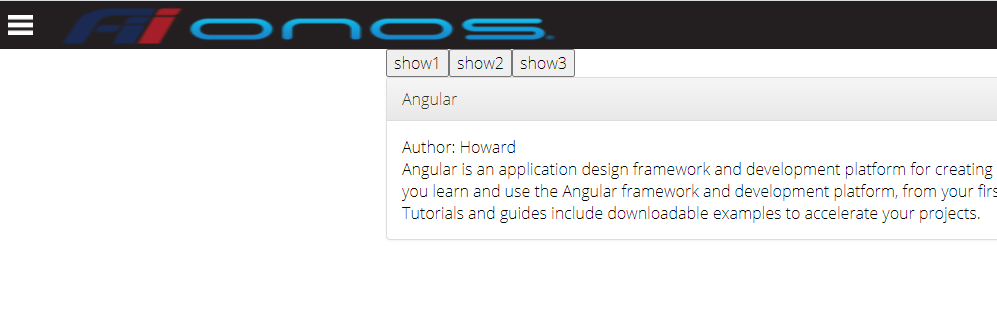 Ai onos.
show1 show2 show3
Angular
Author: Howard
Angular is an application design framework and development platform for creating
you learn and use the Angular framework and development platform, from your firs
Tutorials and guides include downloadable examples to accelerate your projects.